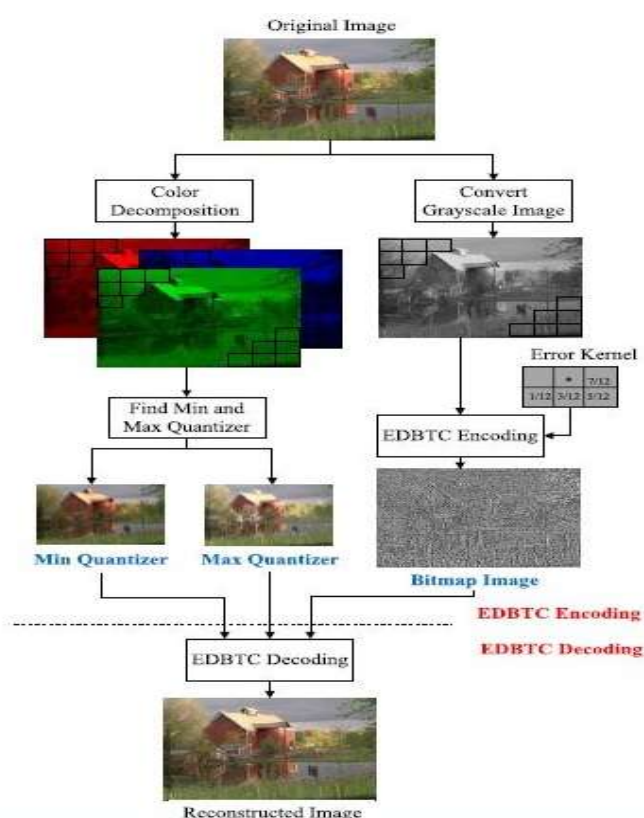 Original Image
Color
Decomposition
Convert
Grayscale Image
Error Kernel
* 7/12
1/12 3/12 5/12
Find Min and
Max Quantizer
EDBTC Encoding
Min Quantizer
Max Quantizer
Bitmap Image
EDBTC Encoding
EDBTC Decoding
EDBTC Decoding
Reconstructed Image